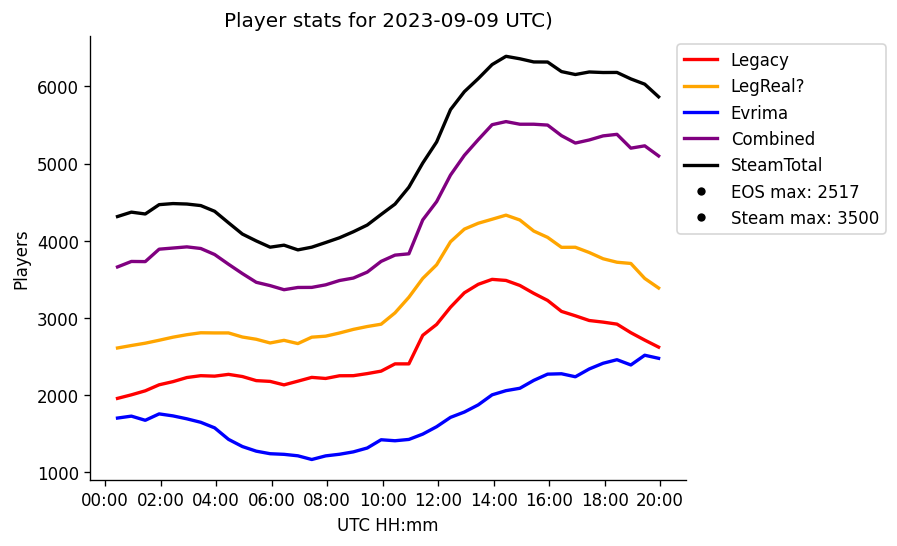 Player stats for 2023-09-09 UTC)
Legacy
LegReal?
Evrima
Combined
SteamTotal
EOS max: 2517
Steam max: 3500
Players
6000
5000
4000
3000
2000
1000
00:00 02:00 04:00 06:00 08:00 10:00 12:00 14:00 16:00 18:00 20:00
UTC HH:mm